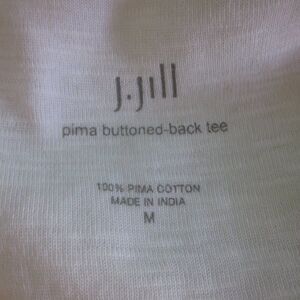 J.Jill
pima buttoned-back tee
100% PIMA COTTON
MADE IN INDIA
M